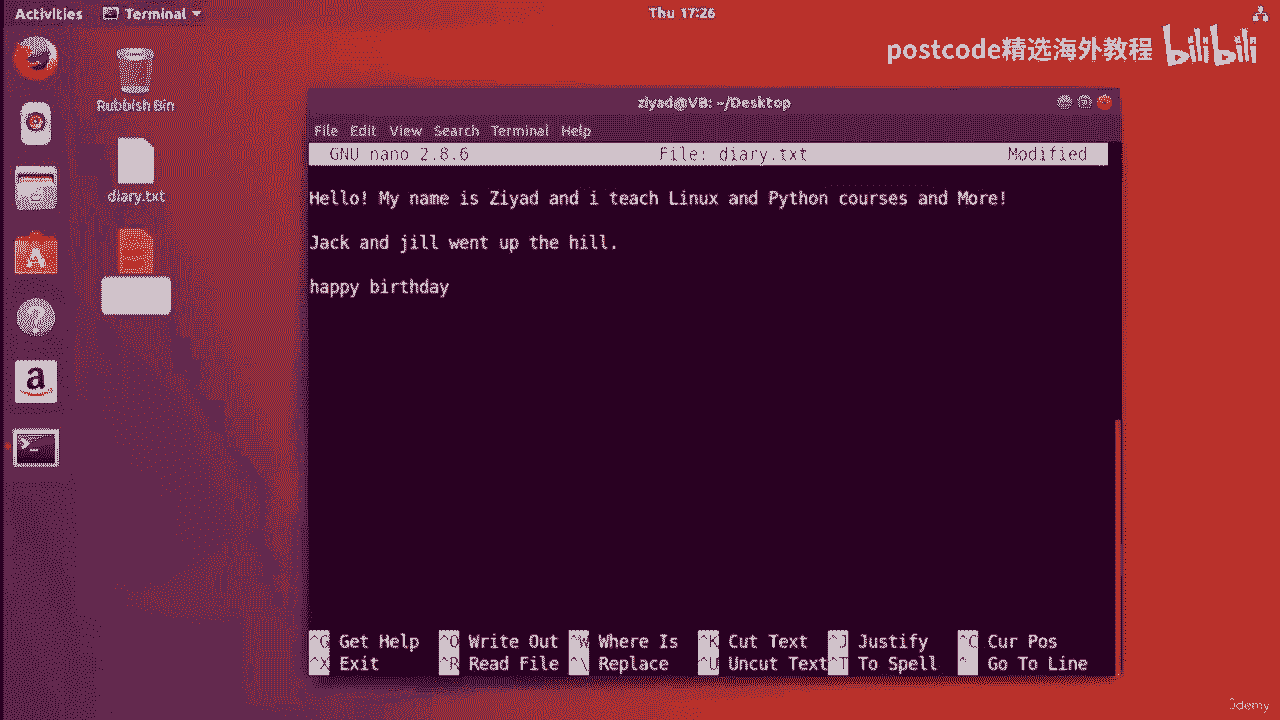 Activities Terminal Thu 17:26
postcode精选海外教程 bilibili
Rubbish Bin
diary.txt
ziyad@VB: ~/Desktop
File Edit View Search Terminal Help
GNU nano 2.8.6 File: diary.txt Modified
Hello! My name is Ziyad and i teach Linux and Python courses and More!
Jack and jill went up the hill.
happy birthday
^G Get Help ^O Write Out ^W Where Is ^K Cut Text ^J Justify ^C Cur Pos
^X Exit ^R Read File ^\ Replace ^U Uncut Text ^T To Spell Go To Line